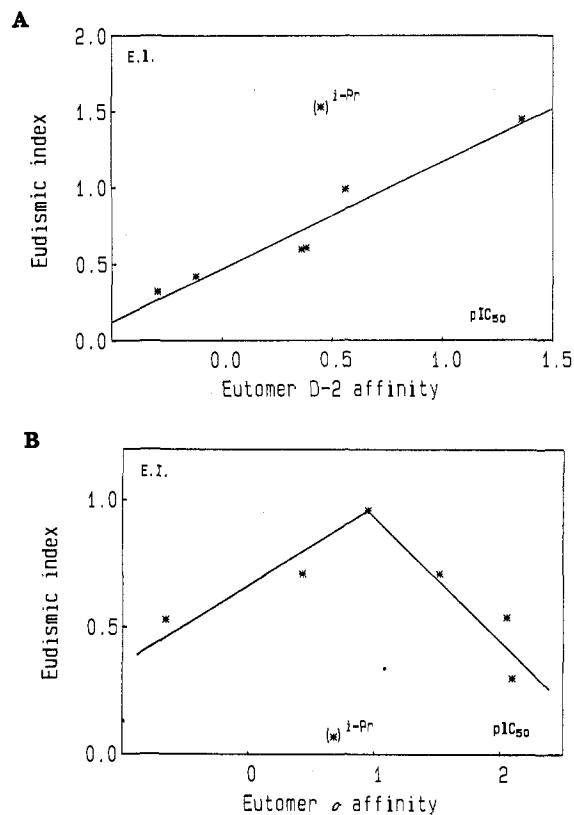 A
2.0
E.I.
(*) i-Pr
1.5
1.0
Eudismic index
0.5
pIC50
0.0
0.0 0.5 1.0 1.5
Eutomer D-2 affinity
B
E.I.
1.0
Eudismic index
0.5
(*) i-Pr
pIC50
0.0
0 1 2
Eutomer σ affinity